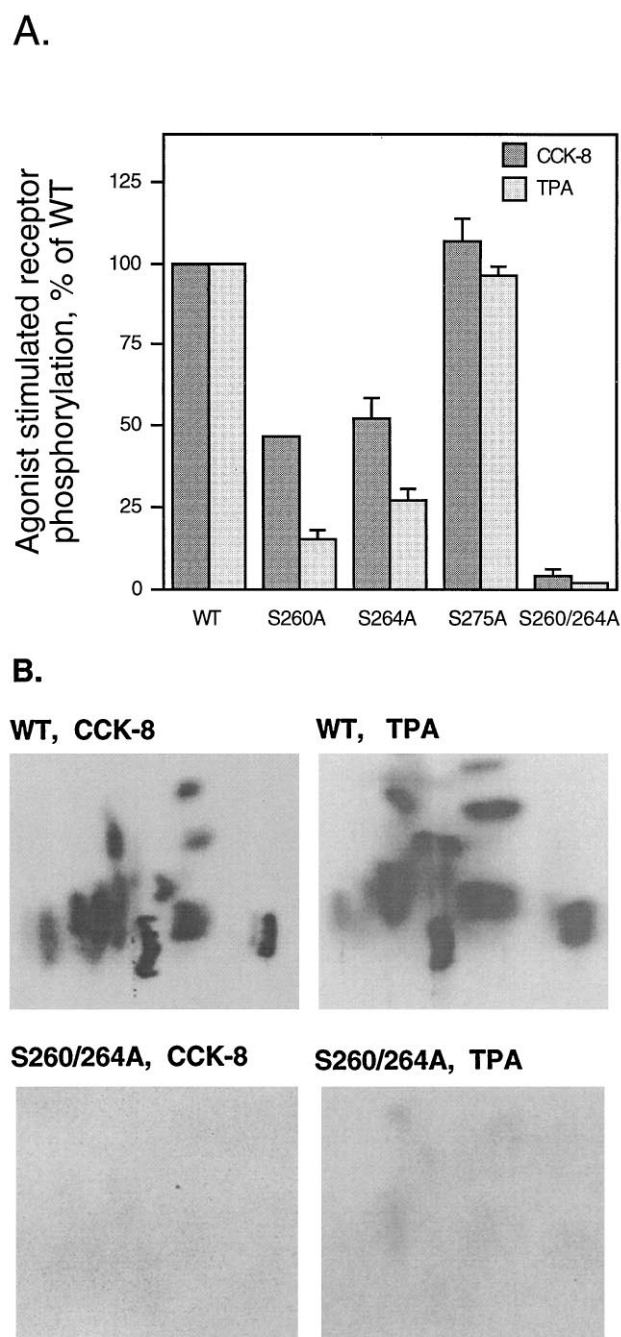 A.
Agonist stimulated receptor
phosphorylation, % of WT
125
100
75
50
25
0
CCK-8
TPA
WT
S260A
S264A
S275A
S260/264A
B.
WT, CCK-8
WT, TPA
S260/264A, CCK-8
S260/264A, TPA